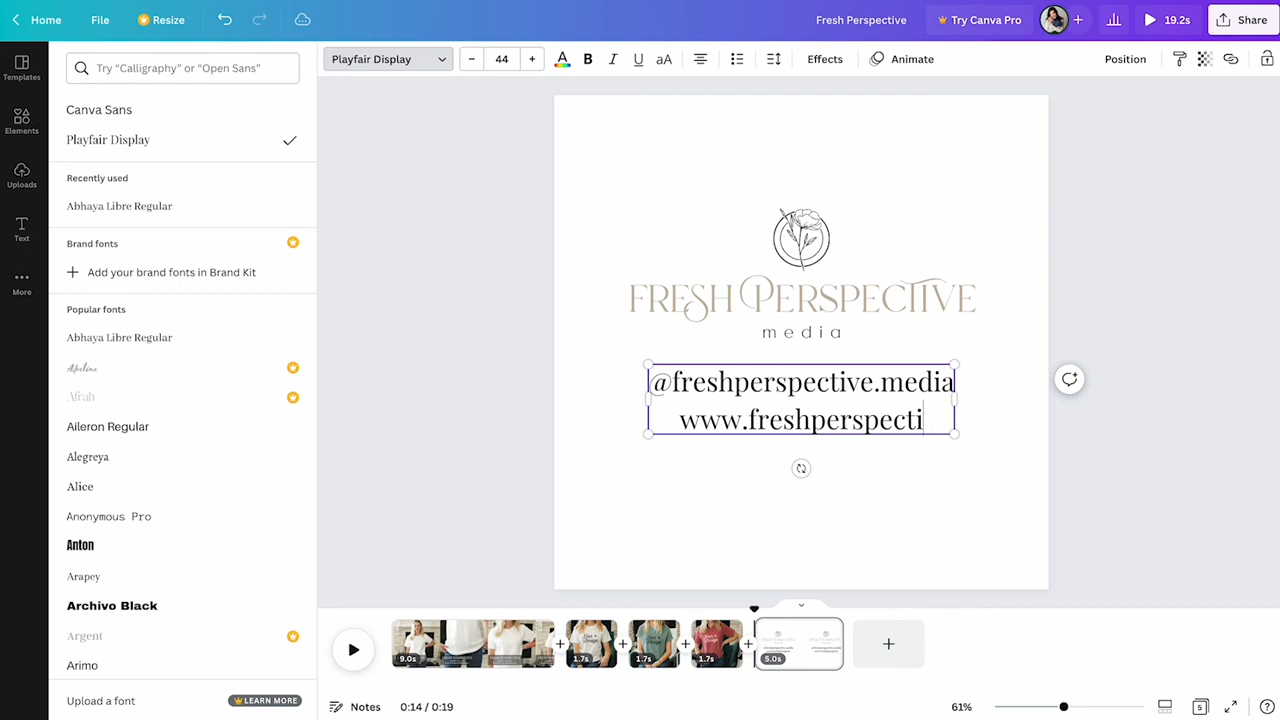 Home File Resize Fresh Perspective Try Canva Pro 19.2s Share
Templates
Elements
Uploads
Text
More
Try “Calligraphy” or “Open Sans”
Canva Sans
Playfair Display
Recently used
Abhaya Libre Regular
Brand fonts
Add your brand fonts in Brand Kit
Popular fonts
Abhaya Libre Regular
Afrah
Aileron Regular
Alegreya
Alice
Anonymous Pro
Anton
Arapey
Archivo Black
Argent
Arimo
Upload a font LEARN MORE
Playfair Display 44 A B I U aA Effects Animate Position
FRESH PERSPECTIVE
media
@freshperspective.media
www.freshperspecti
9.0s 1.7s 1.7s 1.7s 5.0s
Notes 0:14 / 0:19 61% 5